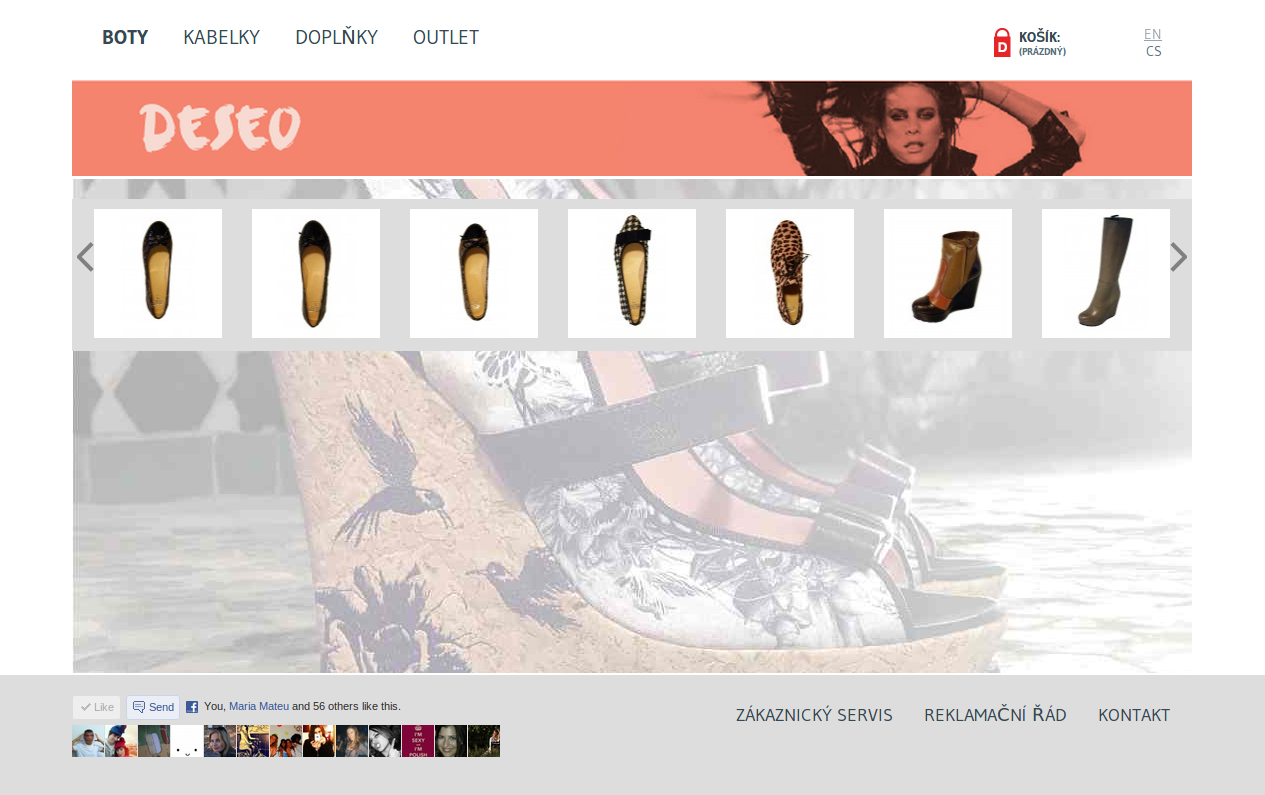 BOTY KABELKY DOPLŇKY OUTLET
KOŠÍK:
(PRÁZDNÝ)
EN
CS
D
DESEO
Like Send You, Maria Mateu and 56 others like this.
I'M
SEXY
I'M
POLISH
ZÁKAZNICKÝ SERVIS REKLAMAČNÍ ŘÁD KONTAKT